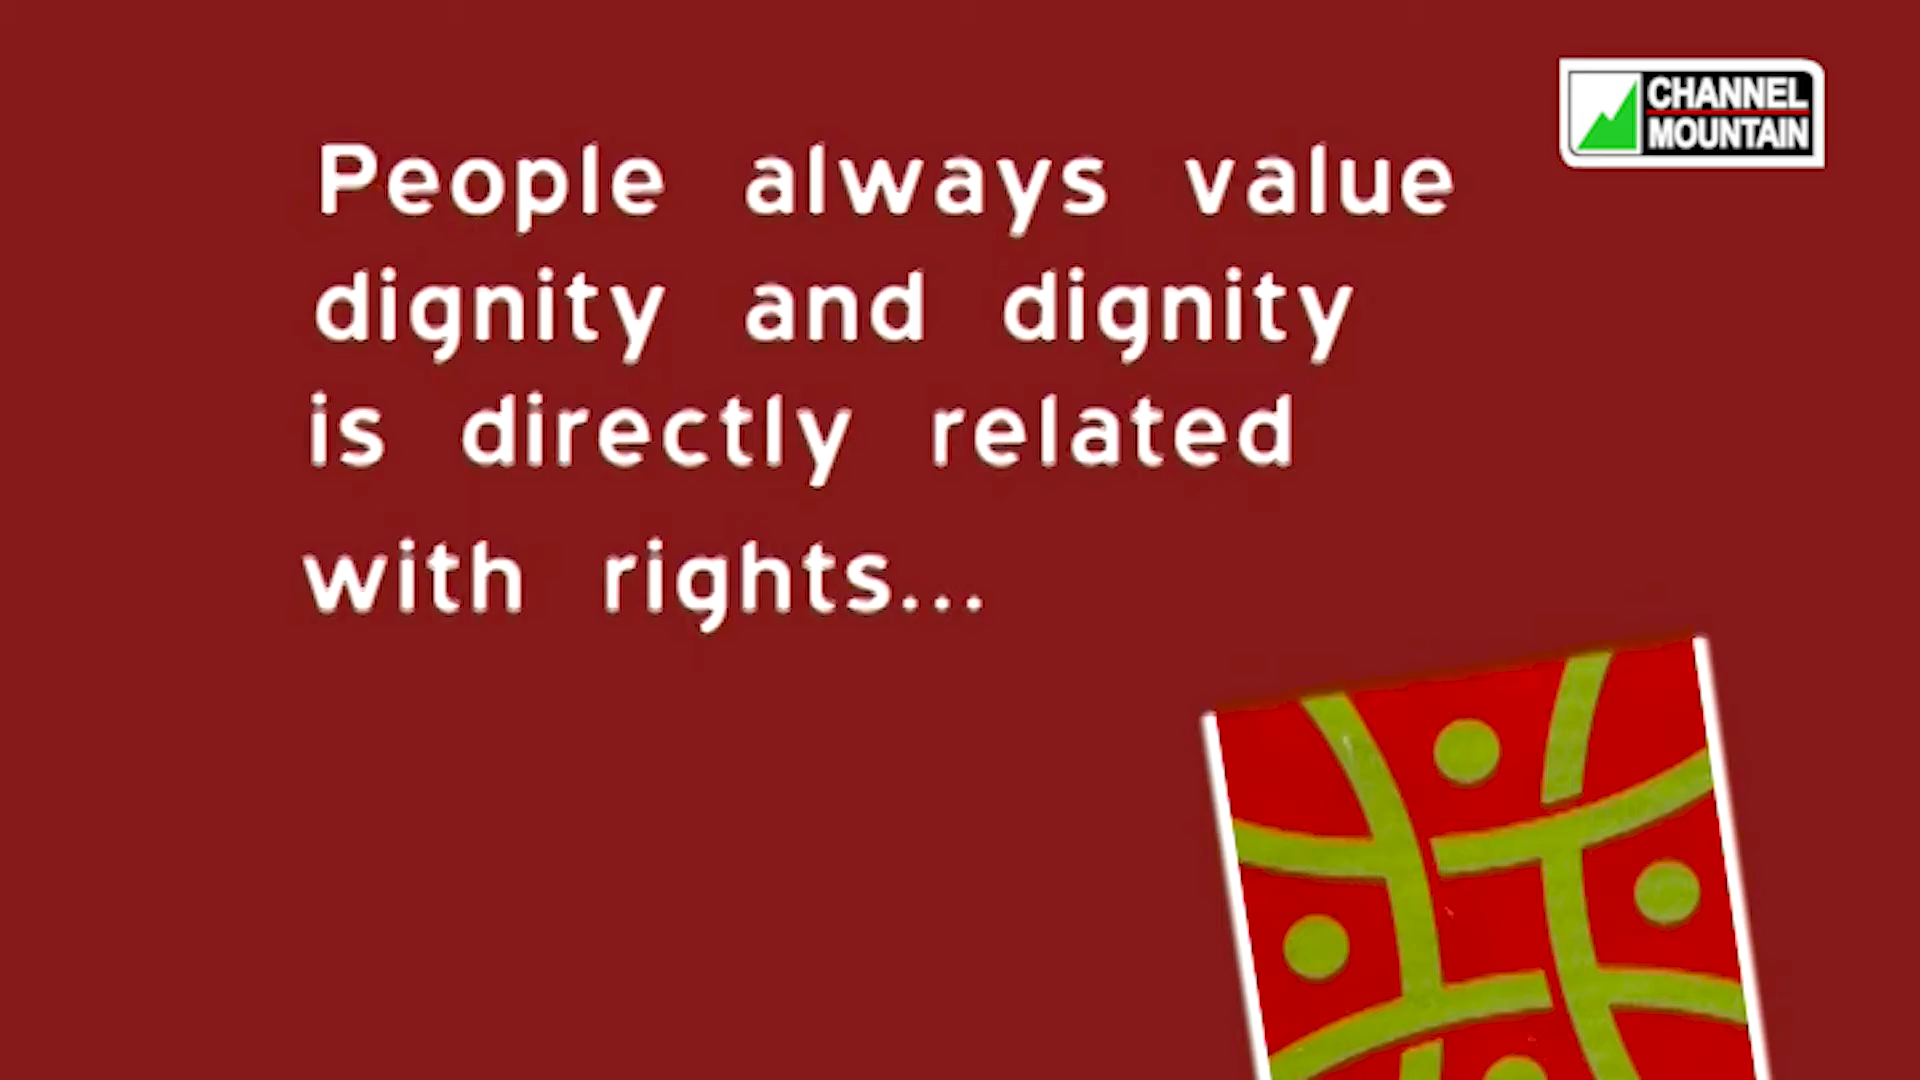 CHANNEL
MOUNTAIN
People always value
dignity and dignity
is directly related
with rights...